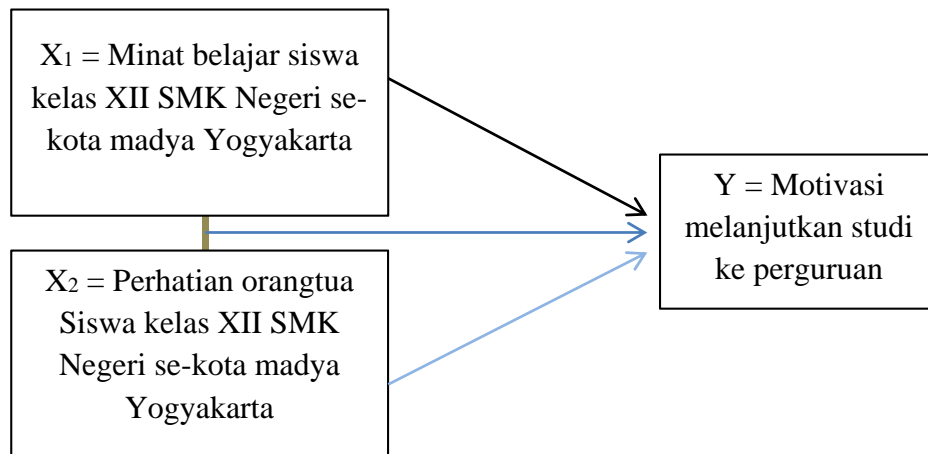 X₁ = Minat belajar siswa
kelas XII SMK Negeri se-
kota madya Yogyakarta
Y = Motivasi
melanjutkan studi
ke perguruan
X₂ = Perhatian orangtua
Siswa kelas XII SMK
Negeri se-kota madya
Yogyakarta